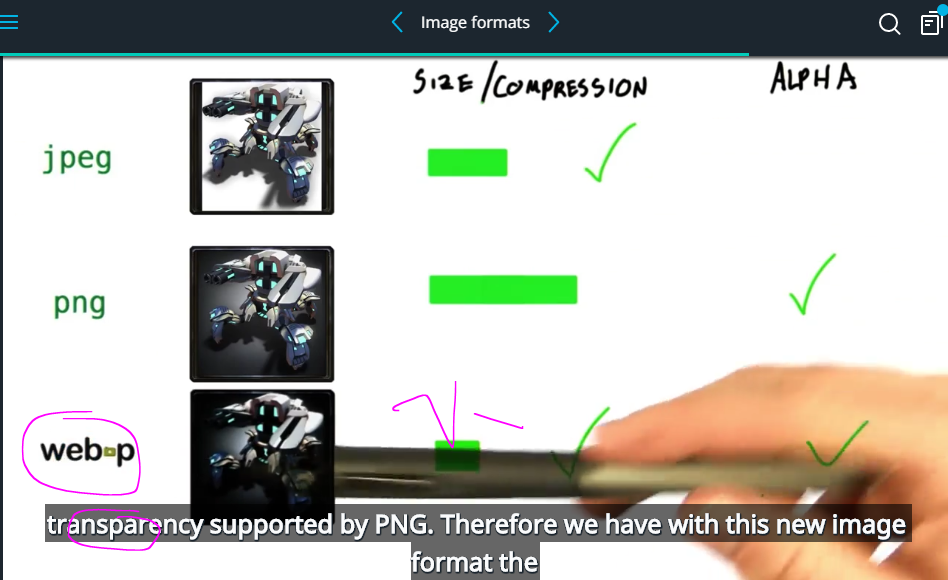 Image formats
SIZE/COMPRESSION ALPHA
jpeg
png
webp
transparency supported by PNG. Therefore we have with this new image
format the